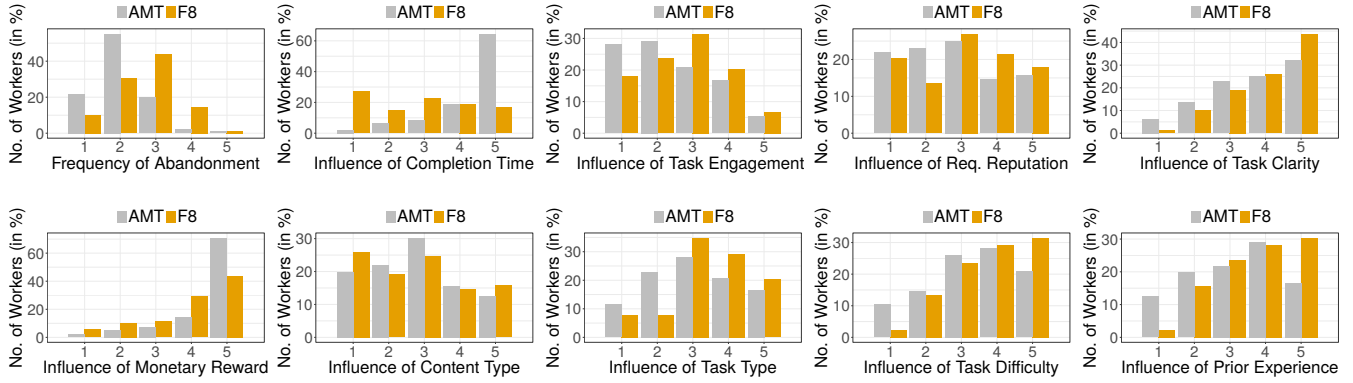 AMT F8
No. of Workers (in %)
40
20
0
1 2 3 4 5
Frequency of Abandonment
AMT F8
No. of Workers (in %)
60
40
20
0
1 2 3 4 5
Influence of Completion Time
AMT F8
No. of Workers (in %)
30
20
10
0
1 2 3 4 5
Influence of Task Engagement
AMT F8
No. of Workers (in %)
20
10
0
1 2 3 4 5
Influence of Req. Reputation
AMT F8
No. of Workers (in %)
40
30
20
10
0
1 2 3 4 5
Influence of Task Clarity
AMT F8
No. of Workers (in %)
60
40
20
0
1 2 3 4 5
Influence of Monetary Reward
AMT F8
No. of Workers (in %)
30
20
10
0
1 2 3 4 5
Influence of Content Type
AMT F8
No. of Workers (in %)
30
20
10
0
1 2 3 4 5
Influence of Task Type
AMT F8
No. of Workers (in %)
30
20
10
0
1 2 3 4 5
Influence of Task Difficulty
AMT F8
No. of Workers (in %)
30
20
10
0
1 2 3 4 5
Influence of Prior Experience